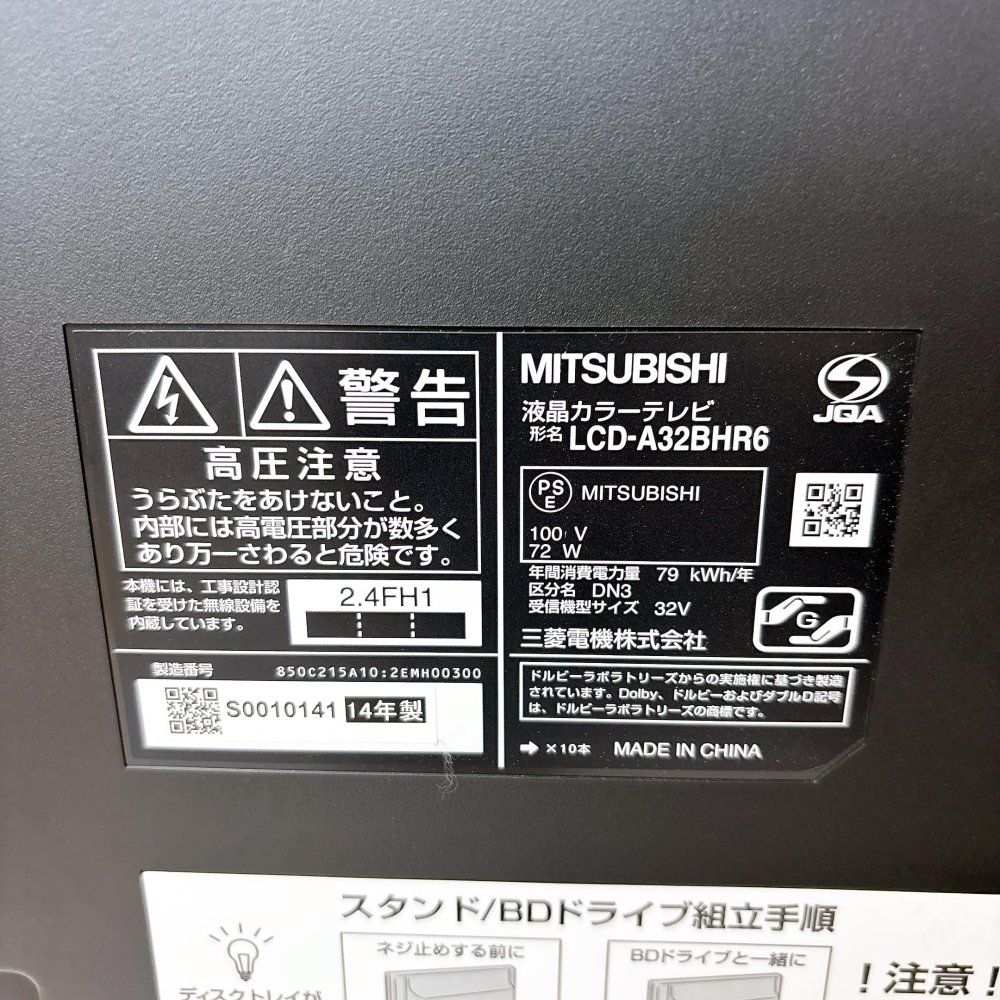 警告
高圧注意
うらぶたをあけないこと。
内部には高電圧部分が数多く
あり万一さわると危険です。
本機には、工事設計認
証を受けた無線設備を
内蔵しています。
2.4FH1
製造番号
850C215A10:2EMH00300
S0010141 14年製
MITSUBISHI
JQA
液晶カラーテレビ
形名 LCD-A32BHR6
PSE MITSUBISHI
100 V
72 W
年間消費電力量 79 kWh/年
区分名 DN3
受信機型サイズ 32V
G
三菱電機株式会社
ドルビーラボラトリーズからの実施権に基づき製造
されています。Dolby、ドルビーおよびダブルD記号
は、ドルビーラボラトリーズの商標です。
➡ ×10本 MADE IN CHINA
スタンド/BDドライブ組立手順
ネジ止めする前に
BDドライブと一緒に
！注意！
ディスクトレイが